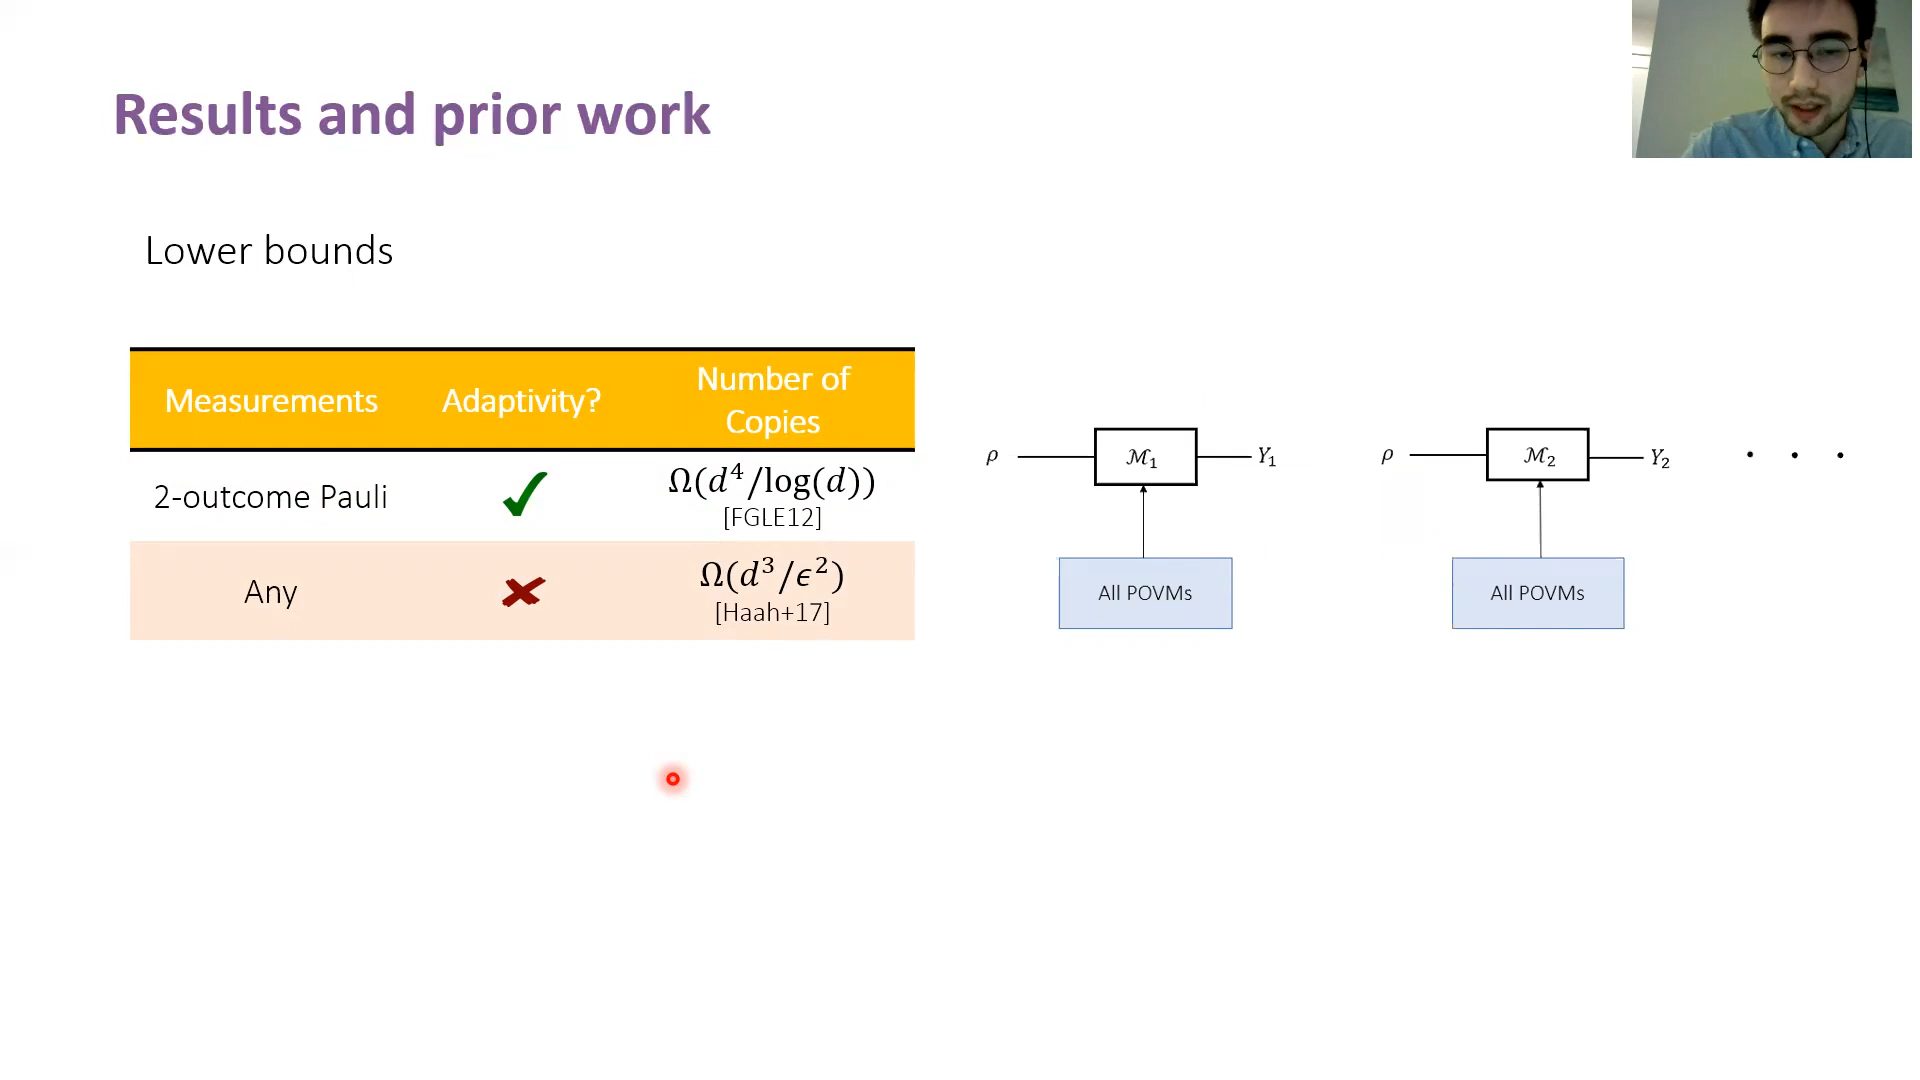 Results and prior work
Lower bounds
Measurements Adaptivity? Number of Copies
2-outcome Pauli ✓ Ω(d⁴/log(d))
[FGLE12]
Any ✘ Ω(d³/ϵ²)
[Haah+17]
ρ ℳ₁ Y₁ ρ ℳ₂ Y₂ . . .
All POVMs All POVMs